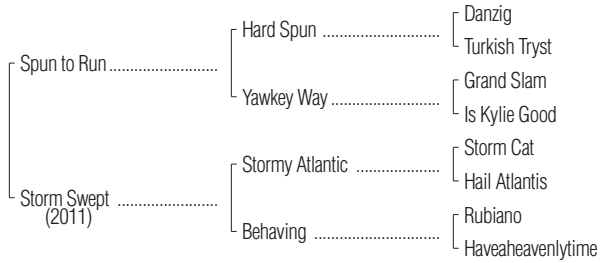 Danzig
Hard Spun
Turkish Tryst
Spun to Run
Grand Slam
Yawkey Way
Is Kylie Good
Storm Cat
Stormy Atlantic
Hail Atlantis
Storm Swept
(2011)
Rubiano
Behaving
Haveaheavenlytime